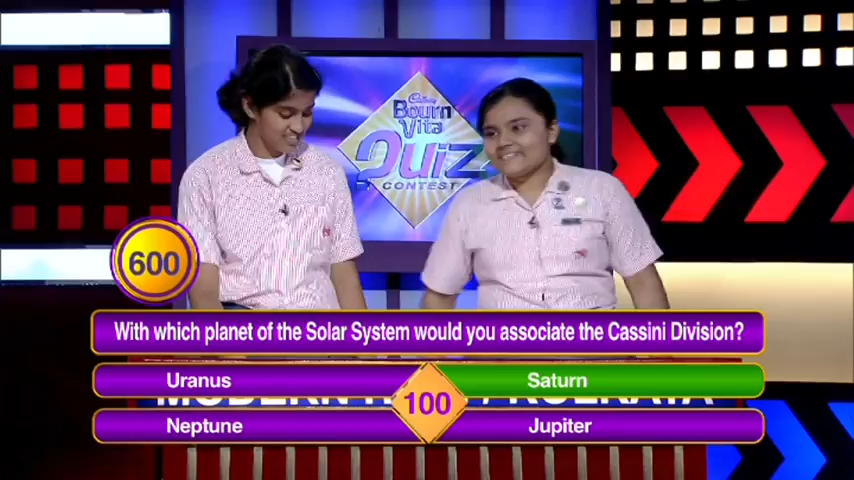 Cadbury
Bourn
Vita
QUIZ
CONTEST
600
With which planet of the Solar System would you associate the Cassini Division?
Uranus
Saturn
100
Neptune
Jupiter